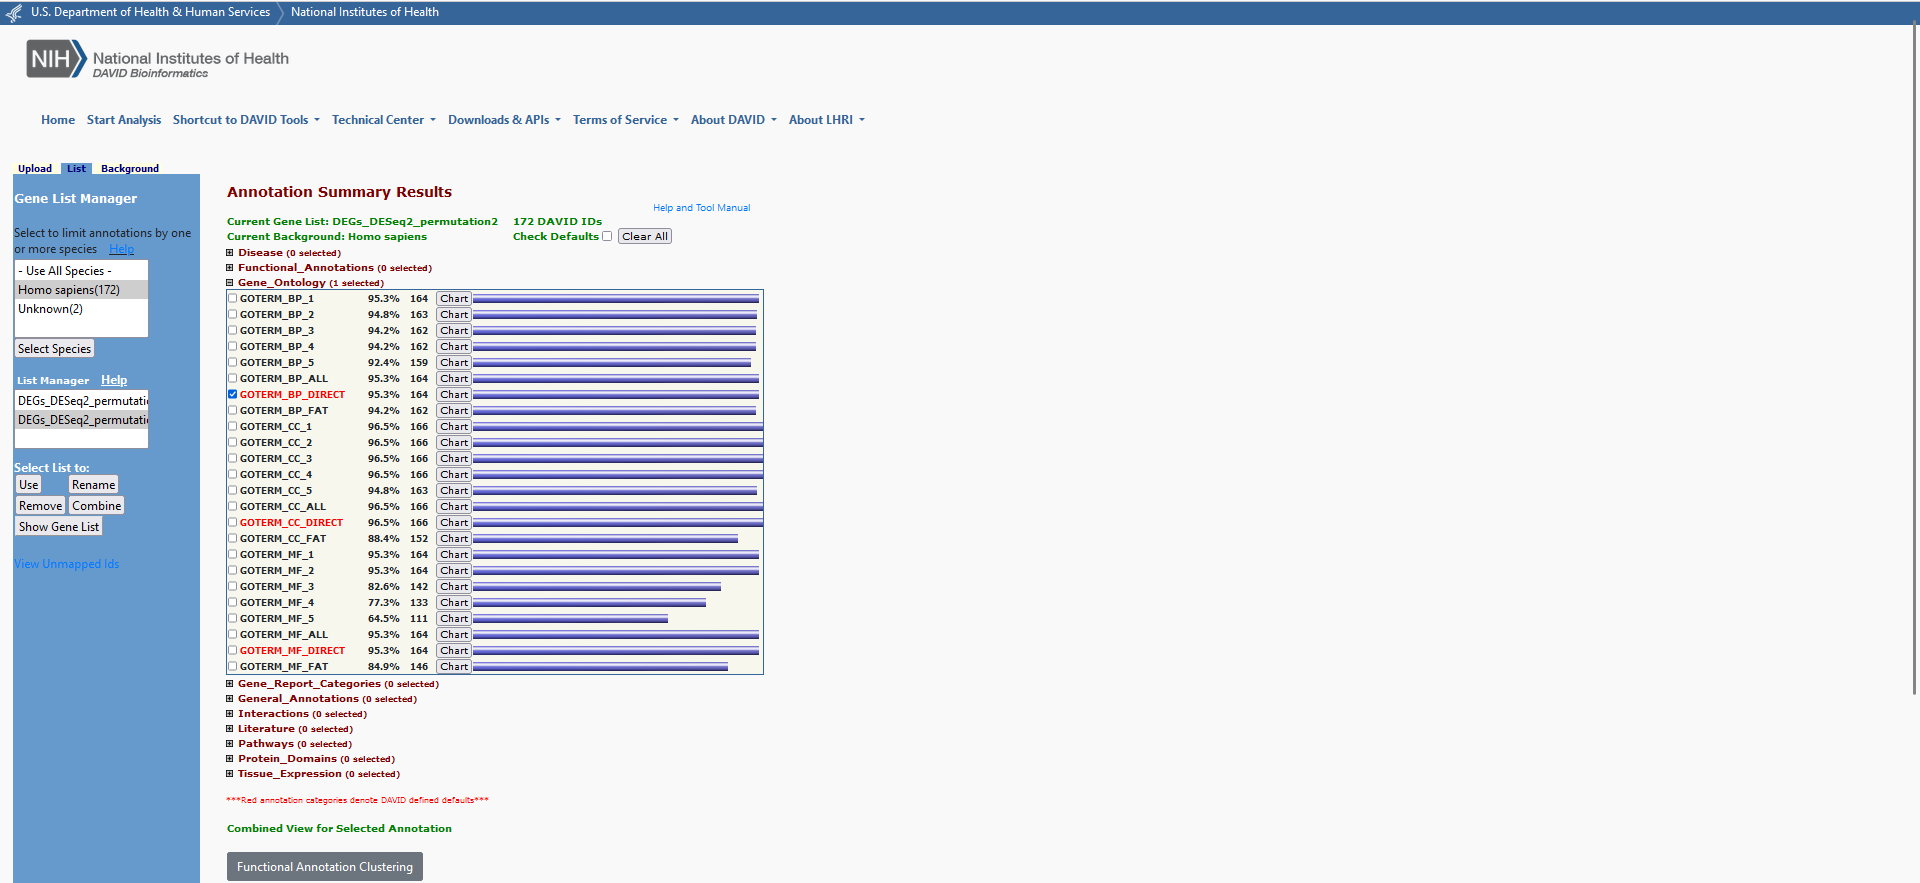 U.S. Department of Health & Human Services National Institutes of Health
NIH National Institutes of Health
DAVID Bioinformatics
Home Start Analysis Shortcut to DAVID Tools Technical Center Downloads & APIs Terms of Service About DAVID About LHRI
Upload List Background
Gene List Manager
Select to limit annotations by one
or more species Help
- Use All Species -
Homo sapiens(172)
Unknown(2)
Select Species
List Manager Help
DEGs_DESeq2_permutatio
DEGs_DESeq2_permutatio
Select List to:
Use Rename
Remove Combine
Show Gene List
View Unmapped Ids
Annotation Summary Results
Help and Tool Manual
Current Gene List: DEGs_DESeq2_permutation2 172 DAVID IDs
Current Background: Homo sapiens Check Defaults Clear All
Disease (0 selected)
Functional_Annotations (0 selected)
Gene_Ontology (1 selected)
GOTERM_BP_1 95.3% 164 Chart
GOTERM_BP_2 94.8% 163 Chart
GOTERM_BP_3 94.2% 162 Chart
GOTERM_BP_4 94.2% 162 Chart
GOTERM_BP_5 92.4% 159 Chart
GOTERM_BP_ALL 95.3% 164 Chart
GOTERM_BP_DIRECT 95.3% 164 Chart
GOTERM_BP_FAT 94.2% 162 Chart
GOTERM_CC_1 96.5% 166 Chart
GOTERM_CC_2 96.5% 166 Chart
GOTERM_CC_3 96.5% 166 Chart
GOTERM_CC_4 96.5% 166 Chart
GOTERM_CC_5 94.8% 163 Chart
GOTERM_CC_ALL 96.5% 166 Chart
GOTERM_CC_DIRECT 96.5% 166 Chart
GOTERM_CC_FAT 88.4% 152 Chart
GOTERM_MF_1 95.3% 164 Chart
GOTERM_MF_2 95.3% 164 Chart
GOTERM_MF_3 82.6% 142 Chart
GOTERM_MF_4 77.3% 133 Chart
GOTERM_MF_5 64.5% 111 Chart
GOTERM_MF_ALL 95.3% 164 Chart
GOTERM_MF_DIRECT 95.3% 164 Chart
GOTERM_MF_FAT 84.9% 146 Chart
Gene_Report_Categories (0 selected)
General_Annotations (0 selected)
Interactions (0 selected)
Literature (0 selected)
Pathways (0 selected)
Protein_Domains (0 selected)
Tissue_Expression (0 selected)
***Red annotation categories denote DAVID defined defaults***
Combined View for Selected Annotation
Functional Annotation Clustering